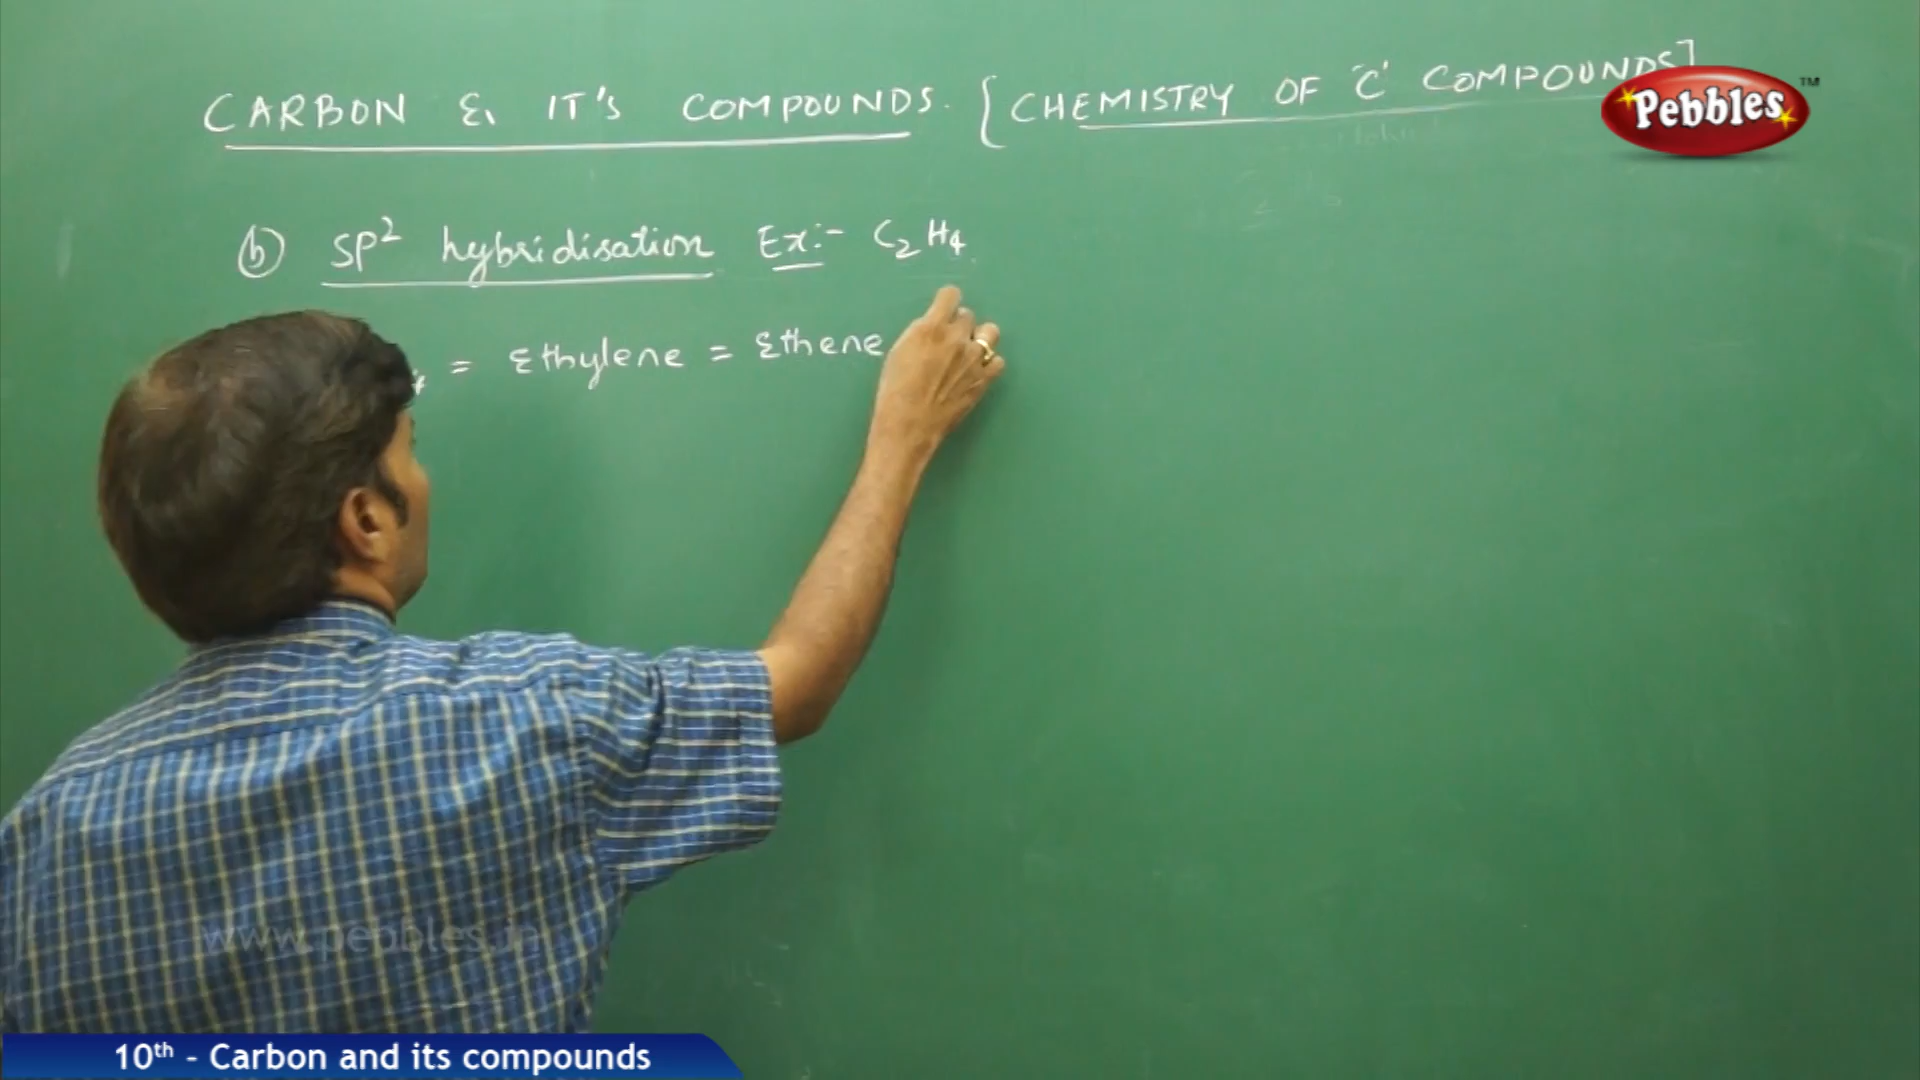 CARBON & IT'S COMPOUNDS. [CHEMISTRY OF 'C' COMPOUNDS]
Pebbles™
b) SP² hybridisation Ex:- C₂H₄
= Ethylene = Ethene
www.pebbles.in
10th - Carbon and its compounds